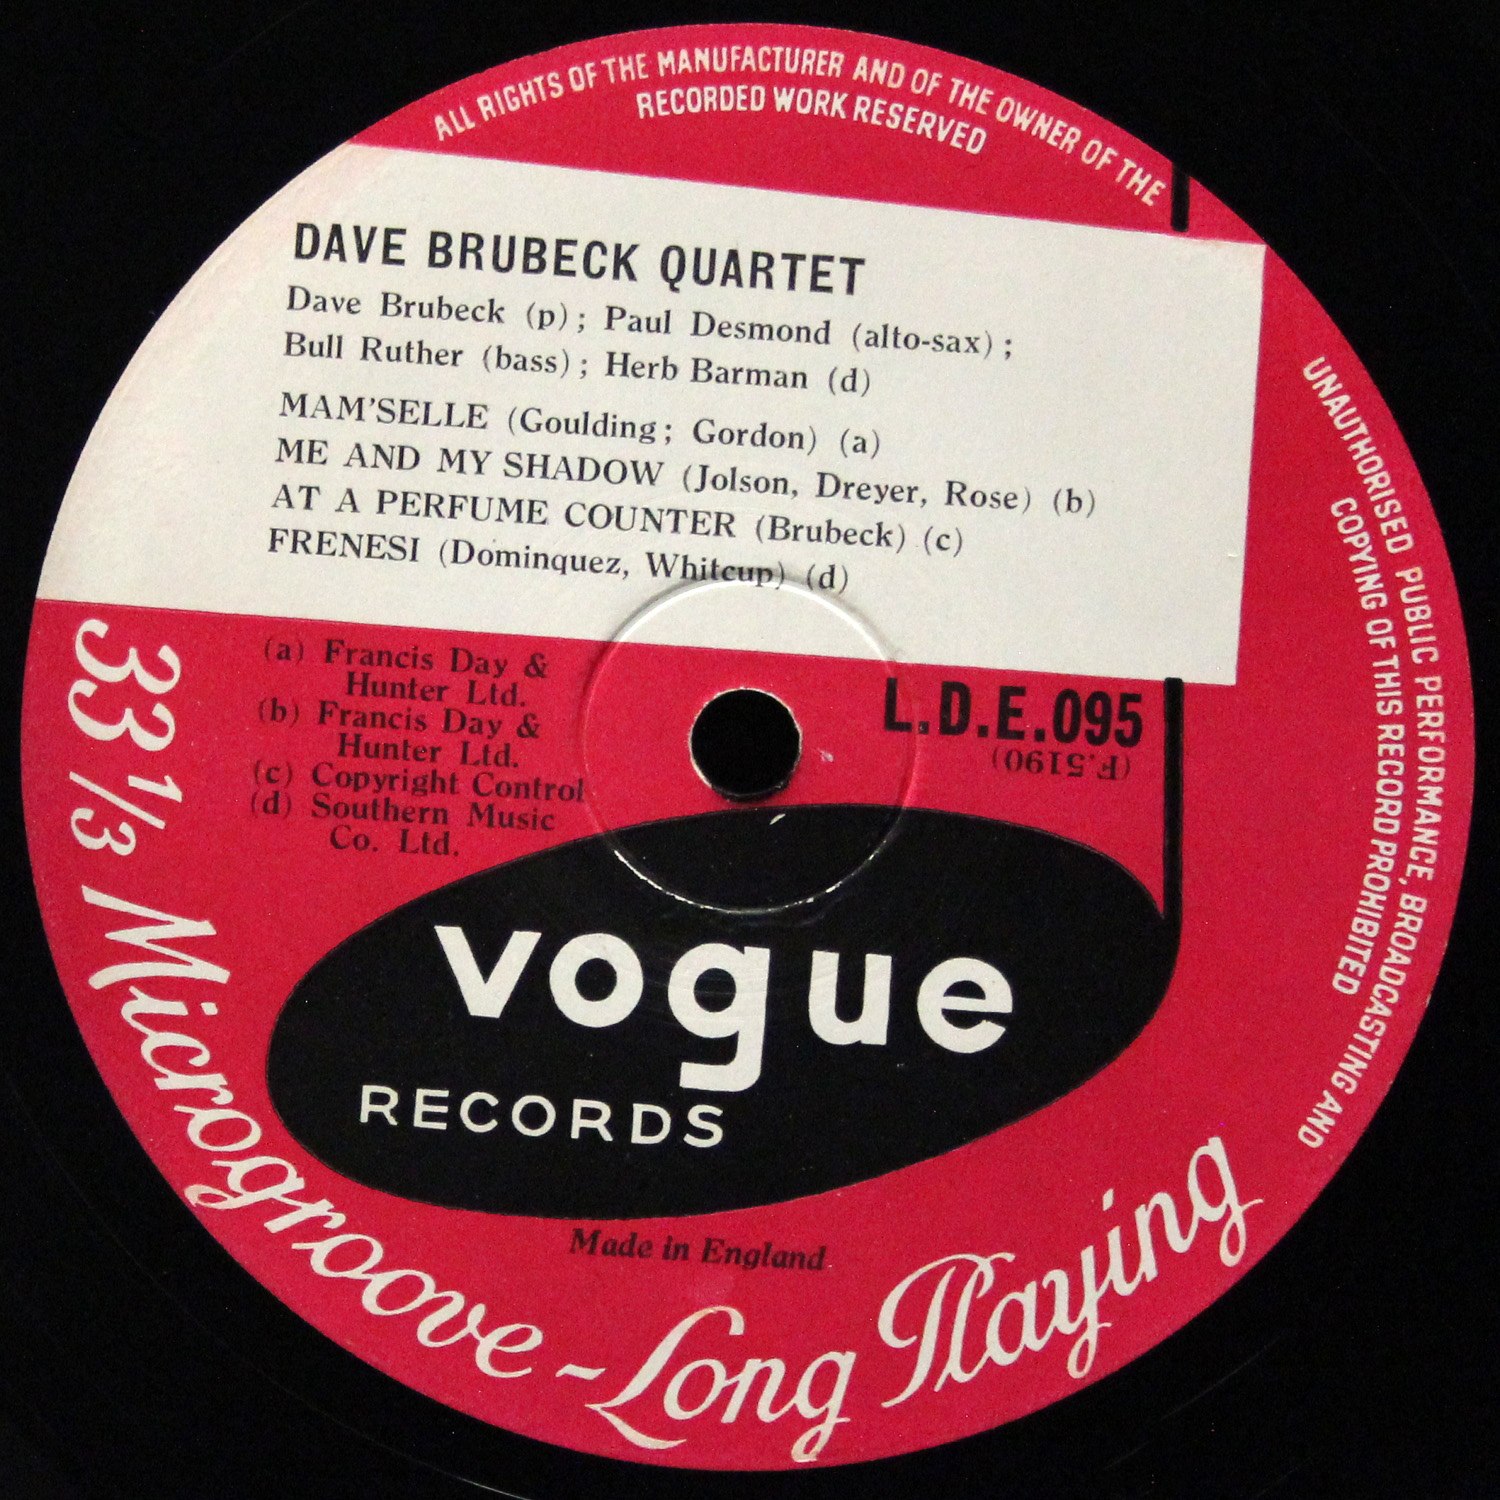 ALL RIGHTS OF THE MANUFACTURER AND OF THE OWNER OF THE
RECORDED WORK RESERVED
DAVE BRUBECK QUARTET
Dave Brubeck (p) ; Paul Desmond (alto-sax) ;
Bull Ruther (bass) ; Herb Barman (d)
MAM'SELLE (Goulding ; Gordon) (a)
ME AND MY SHADOW (Jolson, Dreyer, Rose) (b)
AT A PERFUME COUNTER (Brubeck) (c)
FRENESI (Dominquez, Whitcup) (d)
(a) Francis Day &
Hunter Ltd.
(b) Francis Day &
Hunter Ltd.
(c) Copyright Control
(d) Southern Music
Co. Ltd.
L.D.E.095
(F.5190)
UNAUTHORISED PUBLIC PERFORMANCE, BROADCASTING AND
COPYING OF THIS RECORD PROHIBITED
vogue
RECORDS
Made in England
33 1/3 Microgroove - Long Playing